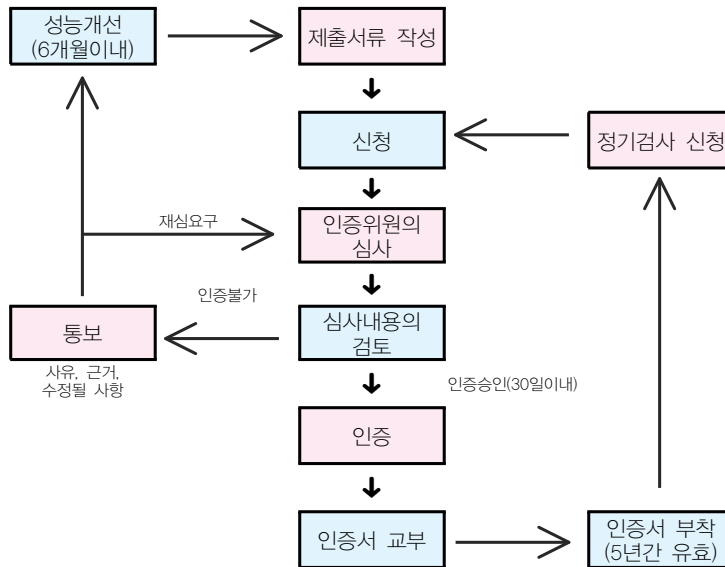 성능개선
(6개월이내)
제출서류 작성
신청
정기검사 신청
재심요구
인증위원의
심사
인증불가
통보
심사내용의
검토
사유, 근거,
수정될 사항
인증승인(30일이내)
인증
인증서 교부
인증서 부착
(5년간 유효)